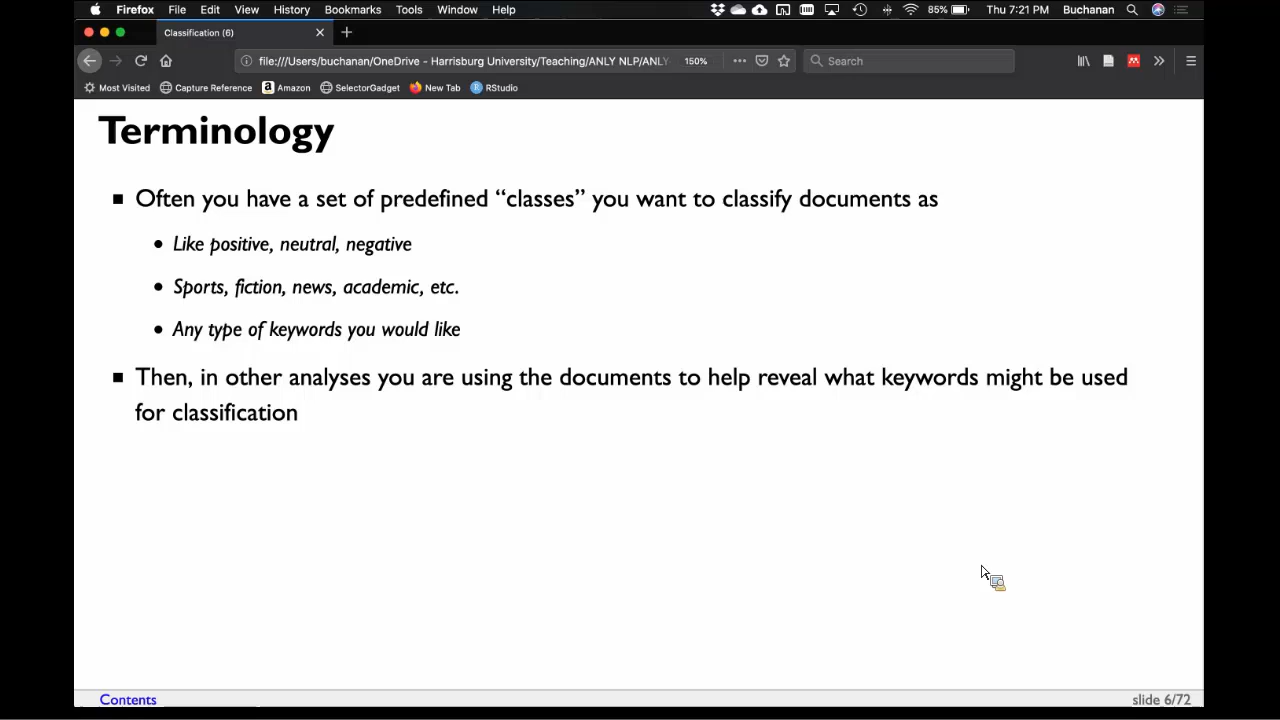 Firefox File Edit View History Bookmarks Tools Window Help 85% Thu 7:21 PM Buchanan
Classification (6)
file:///Users/buchanan/OneDrive - Harrisburg University/Teaching/ANLY NLP/ANLY 150% Search
Most Visited Capture Reference Amazon SelectorGadget New Tab RStudio
Terminology
Often you have a set of predefined “classes” you want to classify documents as
Like positive, neutral, negative
Sports, fiction, news, academic, etc.
Any type of keywords you would like
Then, in other analyses you are using the documents to help reveal what keywords might be used
for classification
Contents slide 6/72